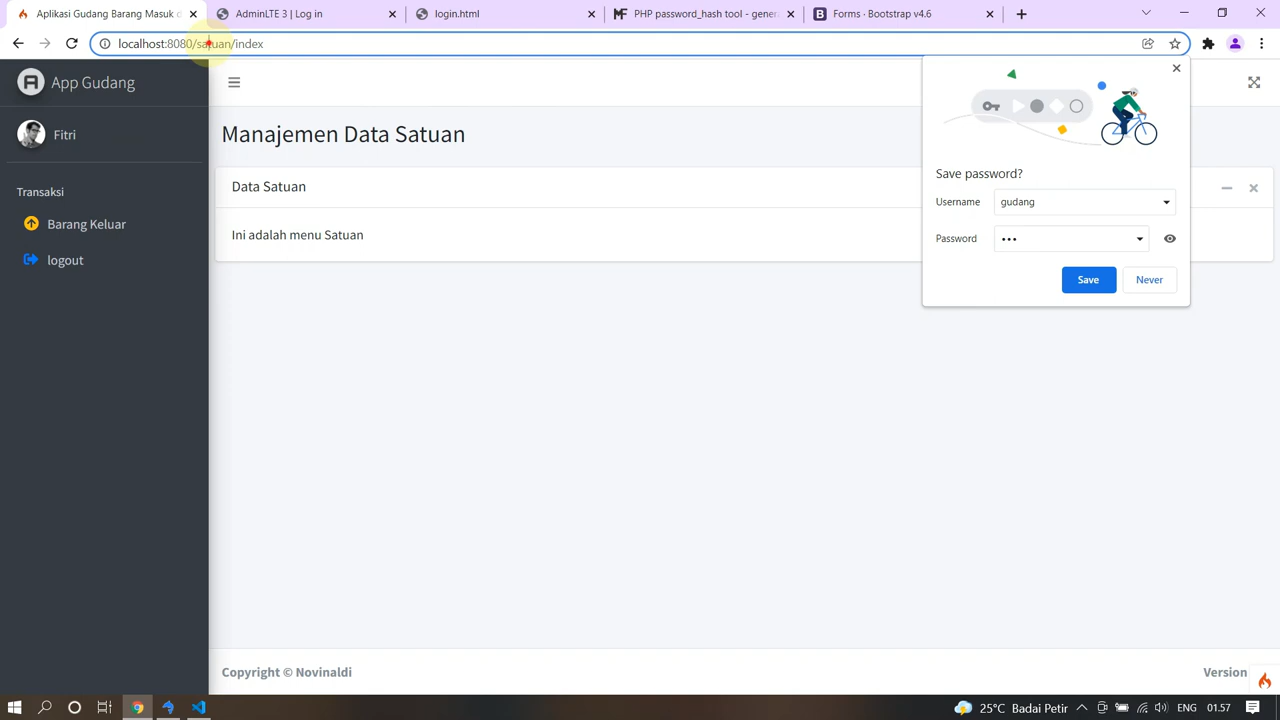 Aplikasi Gudang Barang Masuk d
AdminLTE 3 | Log in
login.html
PHP password_hash tool - gener
Forms · Bootstrap v4.6
localhost:8080/satuan/index
App Gudang
Fitri
Transaksi
Barang Keluar
logout
Manajemen Data Satuan
Data Satuan
Ini adalah menu Satuan
Save password?
Username
gudang
Password
•••
Save
Never
Copyright © Novinaldi
Version
25°C Badai Petir
ENG
01.57